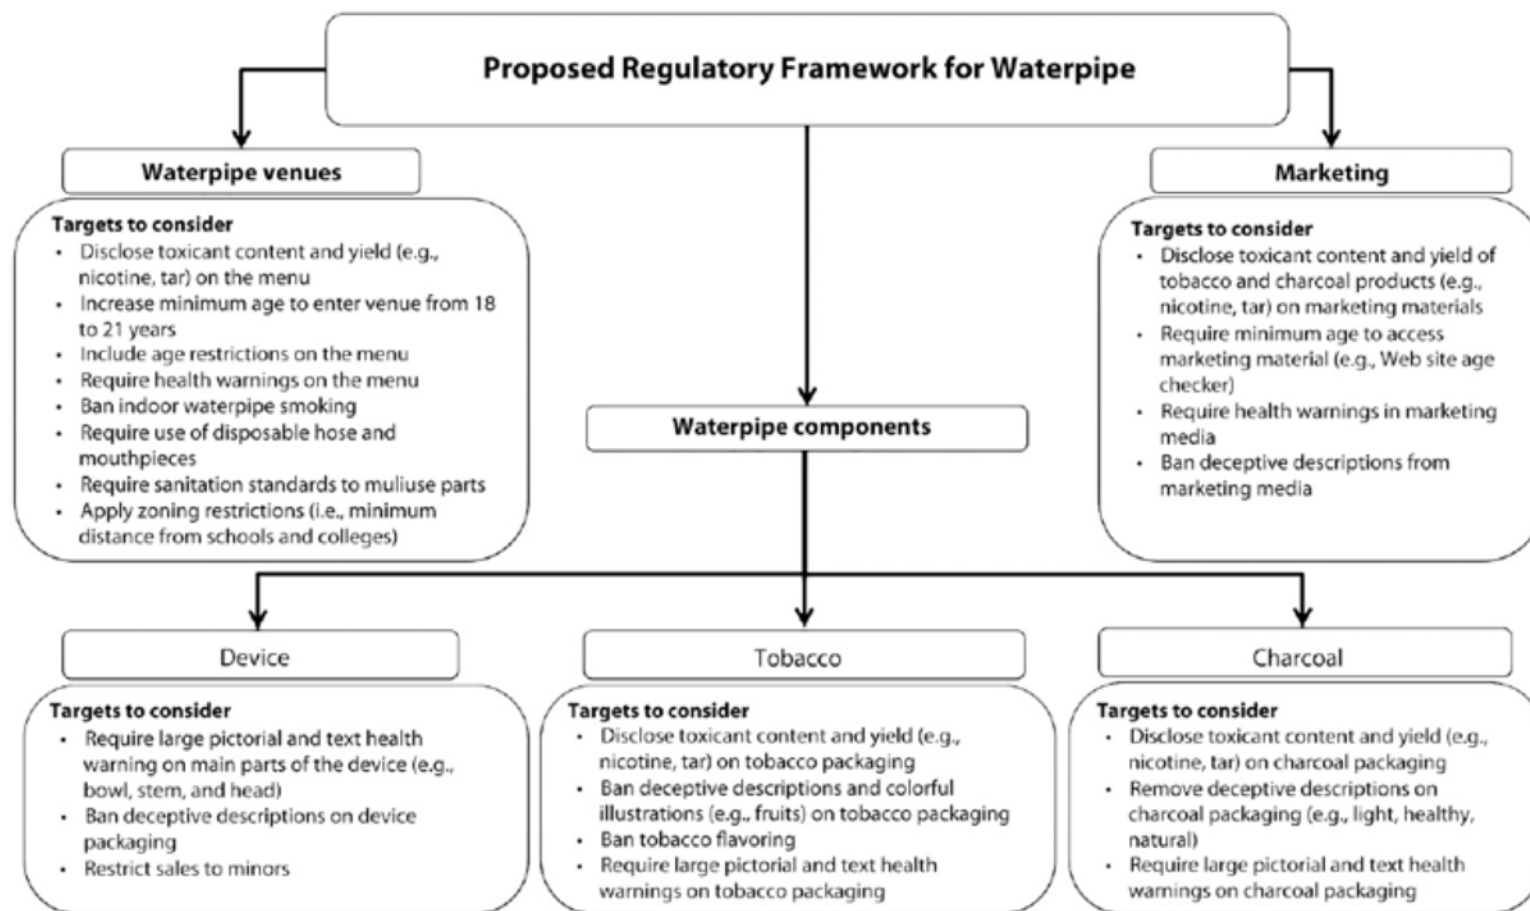 Proposed Regulatory Framework for Waterpipe
Waterpipe venues
Targets to consider
• Disclose toxicant content and yield (e.g.,
nicotine, tar) on the menu
• Increase minimum age to enter venue from 18
to 21 years
• Include age restrictions on the menu
• Require health warnings on the menu
• Ban indoor waterpipe smoking
• Require use of disposable hose and
mouthpieces
• Require sanitation standards to muliuse parts
• Apply zoning restrictions (i.e., minimum
distance from schools and colleges)
Marketing
Targets to consider
• Disclose toxicant content and yield of
tobacco and charcoal products (e.g.,
nicotine, tar) on marketing materials
• Require minimum age to access
marketing material (e.g., Web site age
checker)
• Require health warnings in marketing
media
• Ban deceptive descriptions from
marketing media
Waterpipe components
Device
Targets to consider
• Require large pictorial and text health
warning on main parts of the device (e.g.,
bowl, stem, and head)
• Ban deceptive descriptions on device
packaging
• Restrict sales to minors
Tobacco
Targets to consider
• Disclose toxicant content and yield (e.g.,
nicotine, tar) on tobacco packaging
• Ban deceptive descriptions and colorful
illustrations (e.g., fruits) on tobacco packaging
• Ban tobacco flavoring
• Require large pictorial and text health
warnings on tobacco packaging
Charcoal
Targets to consider
• Disclose toxicant content and yield (e.g.,
nicotine, tar) on charcoal packaging
• Remove deceptive descriptions on
charcoal packaging (e.g., light, healthy,
natural)
• Require large pictorial and text health
warnings on charcoal packaging